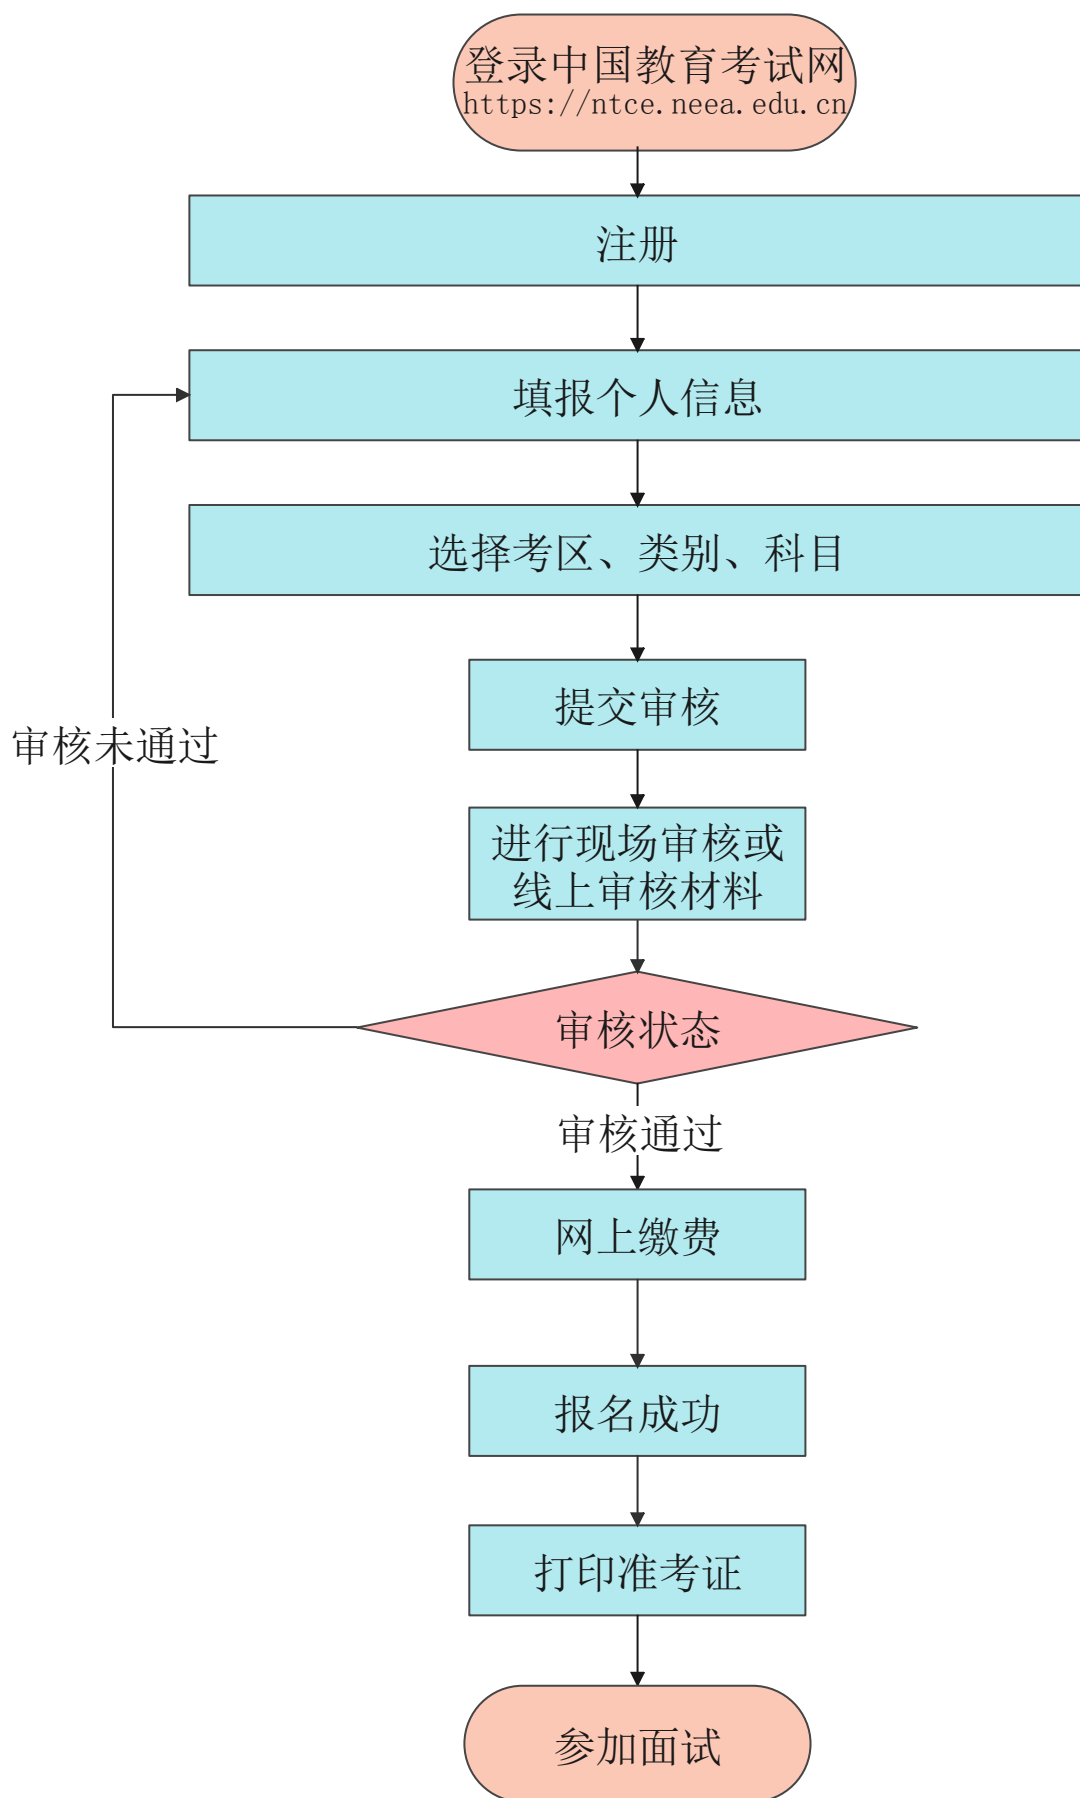 登录中国教育考试网
https://ntce.neea.edu.cn
注册
填报个人信息
选择考区、类别、科目
提交审核
审核未通过
进行现场审核或
线上审核材料
审核状态
审核通过
网上缴费
报名成功
打印准考证
参加面试